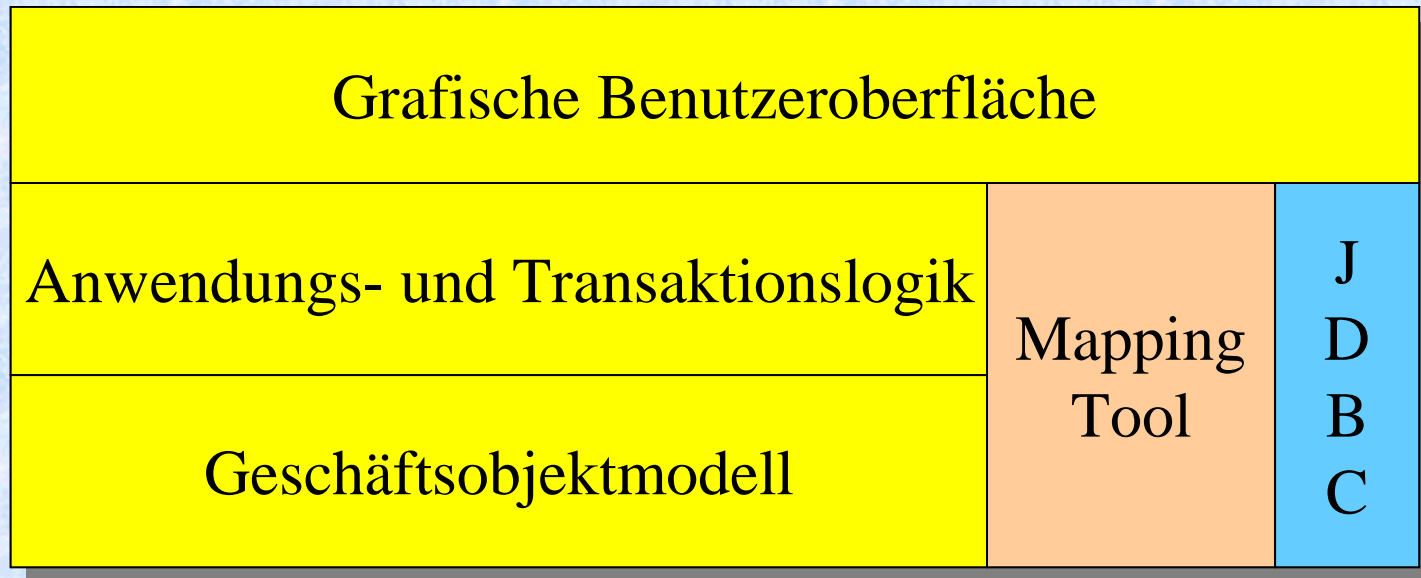 Grafische Benutzeroberfläche
Anwendungs- und Transaktionslogik
Geschäftsobjektmodell
Mapping
Tool
J
D
B
C